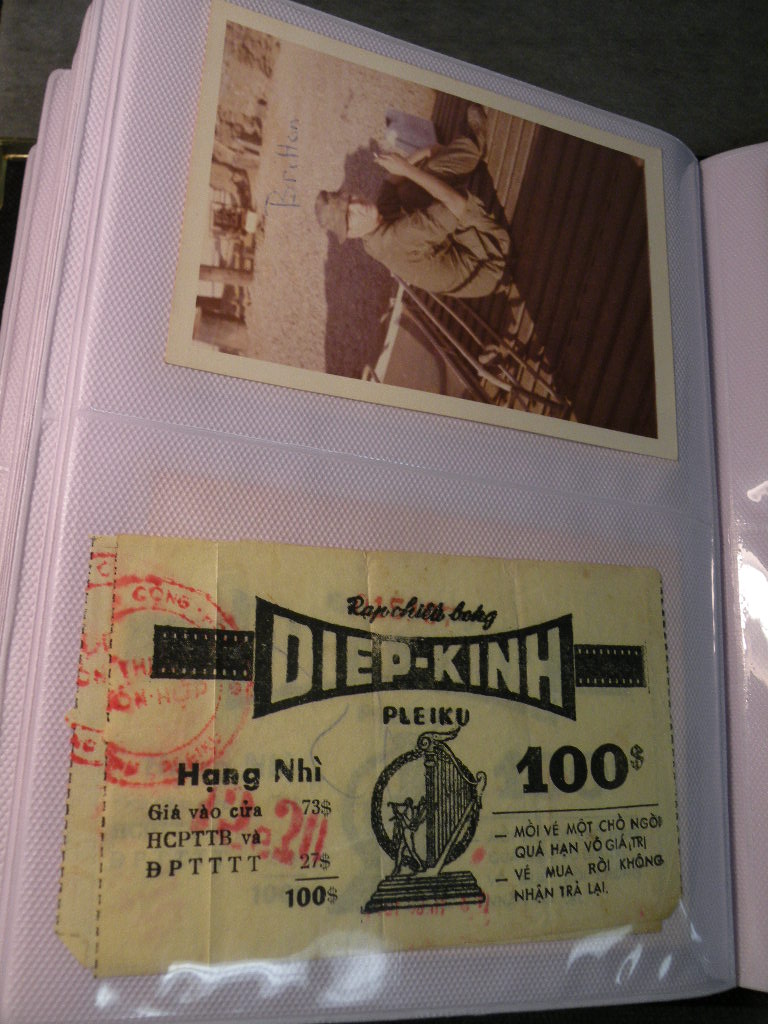 Rạp chiếu bóng
DIEP-KINH
PLEIKU
Hạng Nhì
Giá vào cửa 73$
HCPTTB và
ĐPTTTT 27$
100$
100$
— MỖI VÉ MỘT CHỖ NGỒI
QUÁ HẠN VÔ GIÁ TRỊ
— VÉ MUA RỒI KHÔNG
NHẬN TRẢ LẠI.